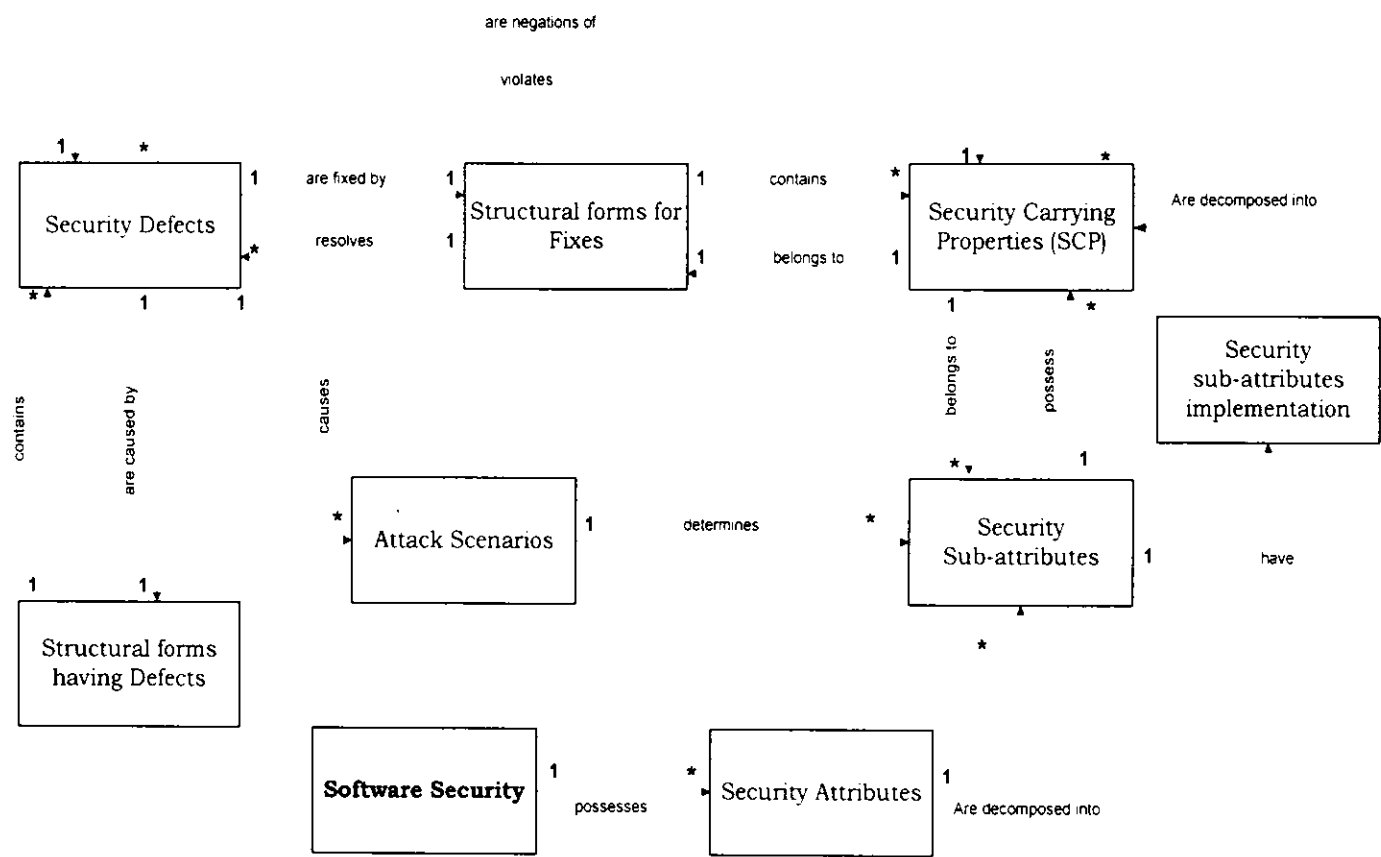 are negations of
violates
1 *
1 are fixed by 1
1 contains *
1 *
Security Defects
Structural forms for
Fixes
Security Carrying
Properties (SCP)
Are decomposed into
* resolves 1
1 belongs to 1
* 1 1
1 *
contains
are caused by
causes
belongs to
possess
Security
sub-attributes
implementation
* Attack Scenarios 1
determines
* 1
*
Security
Sub-attributes
1 have
*
1 1
Structural forms
having Defects
Software Security
1 possesses *
Security Attributes
1 Are decomposed into